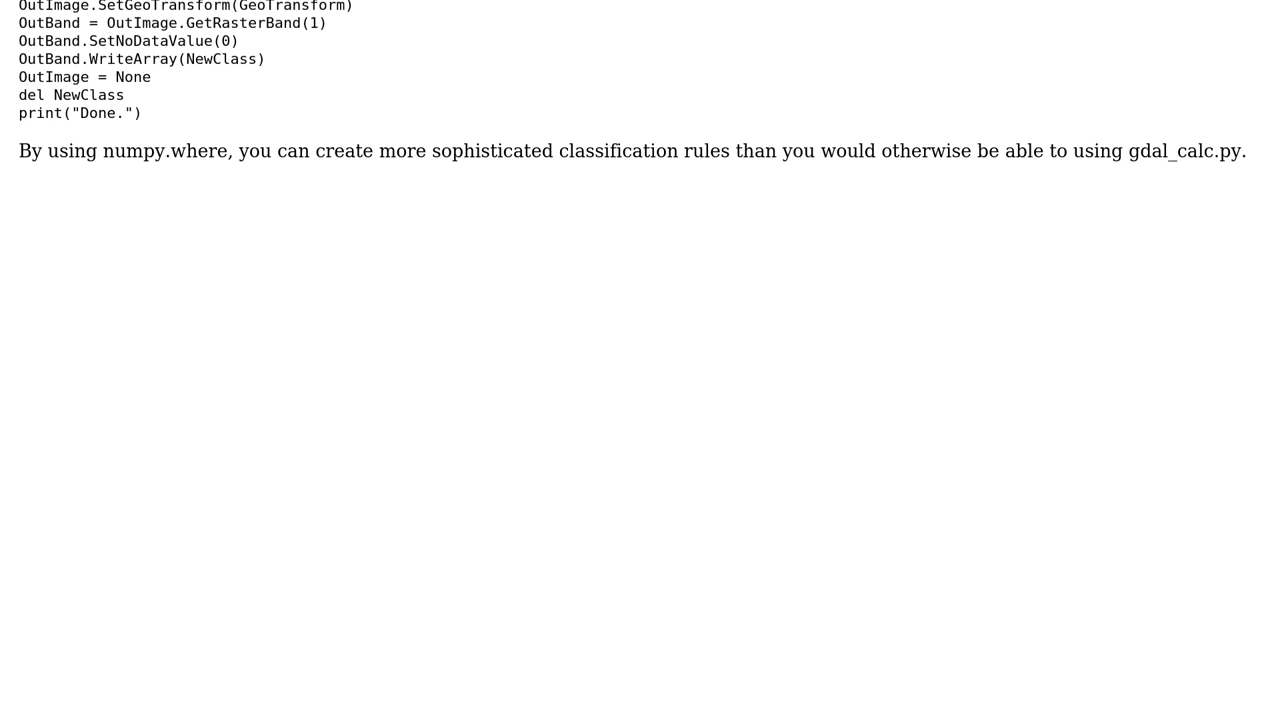 OutImage.SetGeoTransform(GeoTransform)
OutBand = OutImage.GetRasterBand(1)
OutBand.SetNoDataValue(0)
OutBand.WriteArray(NewClass)
OutImage = None
del NewClass
print("Done.")
By using numpy.where, you can create more sophisticated classification rules than you would otherwise be able to using gdal_calc.py.